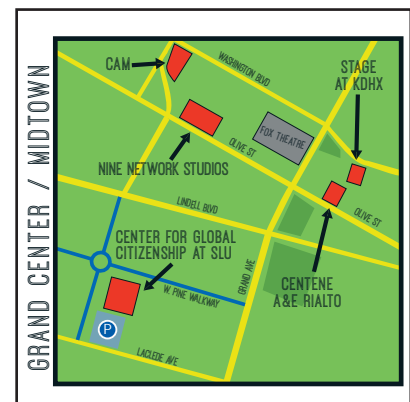 GRAND CENTER / MIDTOWN
CAM
WASHINGTON BLVD
STAGE
AT KDHX
FOX THEATRE
OLIVE ST
NINE NETWORK STUDIOS
LINDELL BLVD
OLIVE ST
CENTER FOR GLOBAL
CITIZENSHIP AT SLU
GRAND AVE
CENTENE
A&E RIALTO
W. PINE WALKWAY
P
LACLEDE AVE